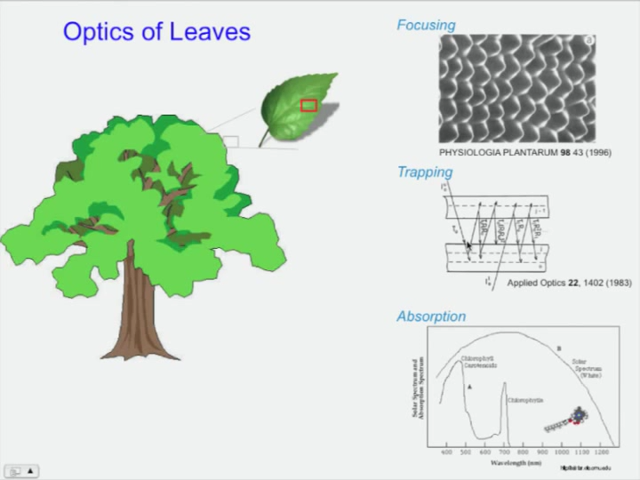 Optics of Leaves
Focusing
PHYSIOLOGIA PLANTARUM 98 43 (1996)
Trapping
Applied Optics 22, 1402 (1983)
Absorption
Solar Spectrum and
Absorption Spectrum
Chlorophyll
Carotenoids
A
B
Solar
Spectrum
(White)
Chlorophylls
400 500 600 700 800 900 1000 1100 1200
Wavelength (nm)